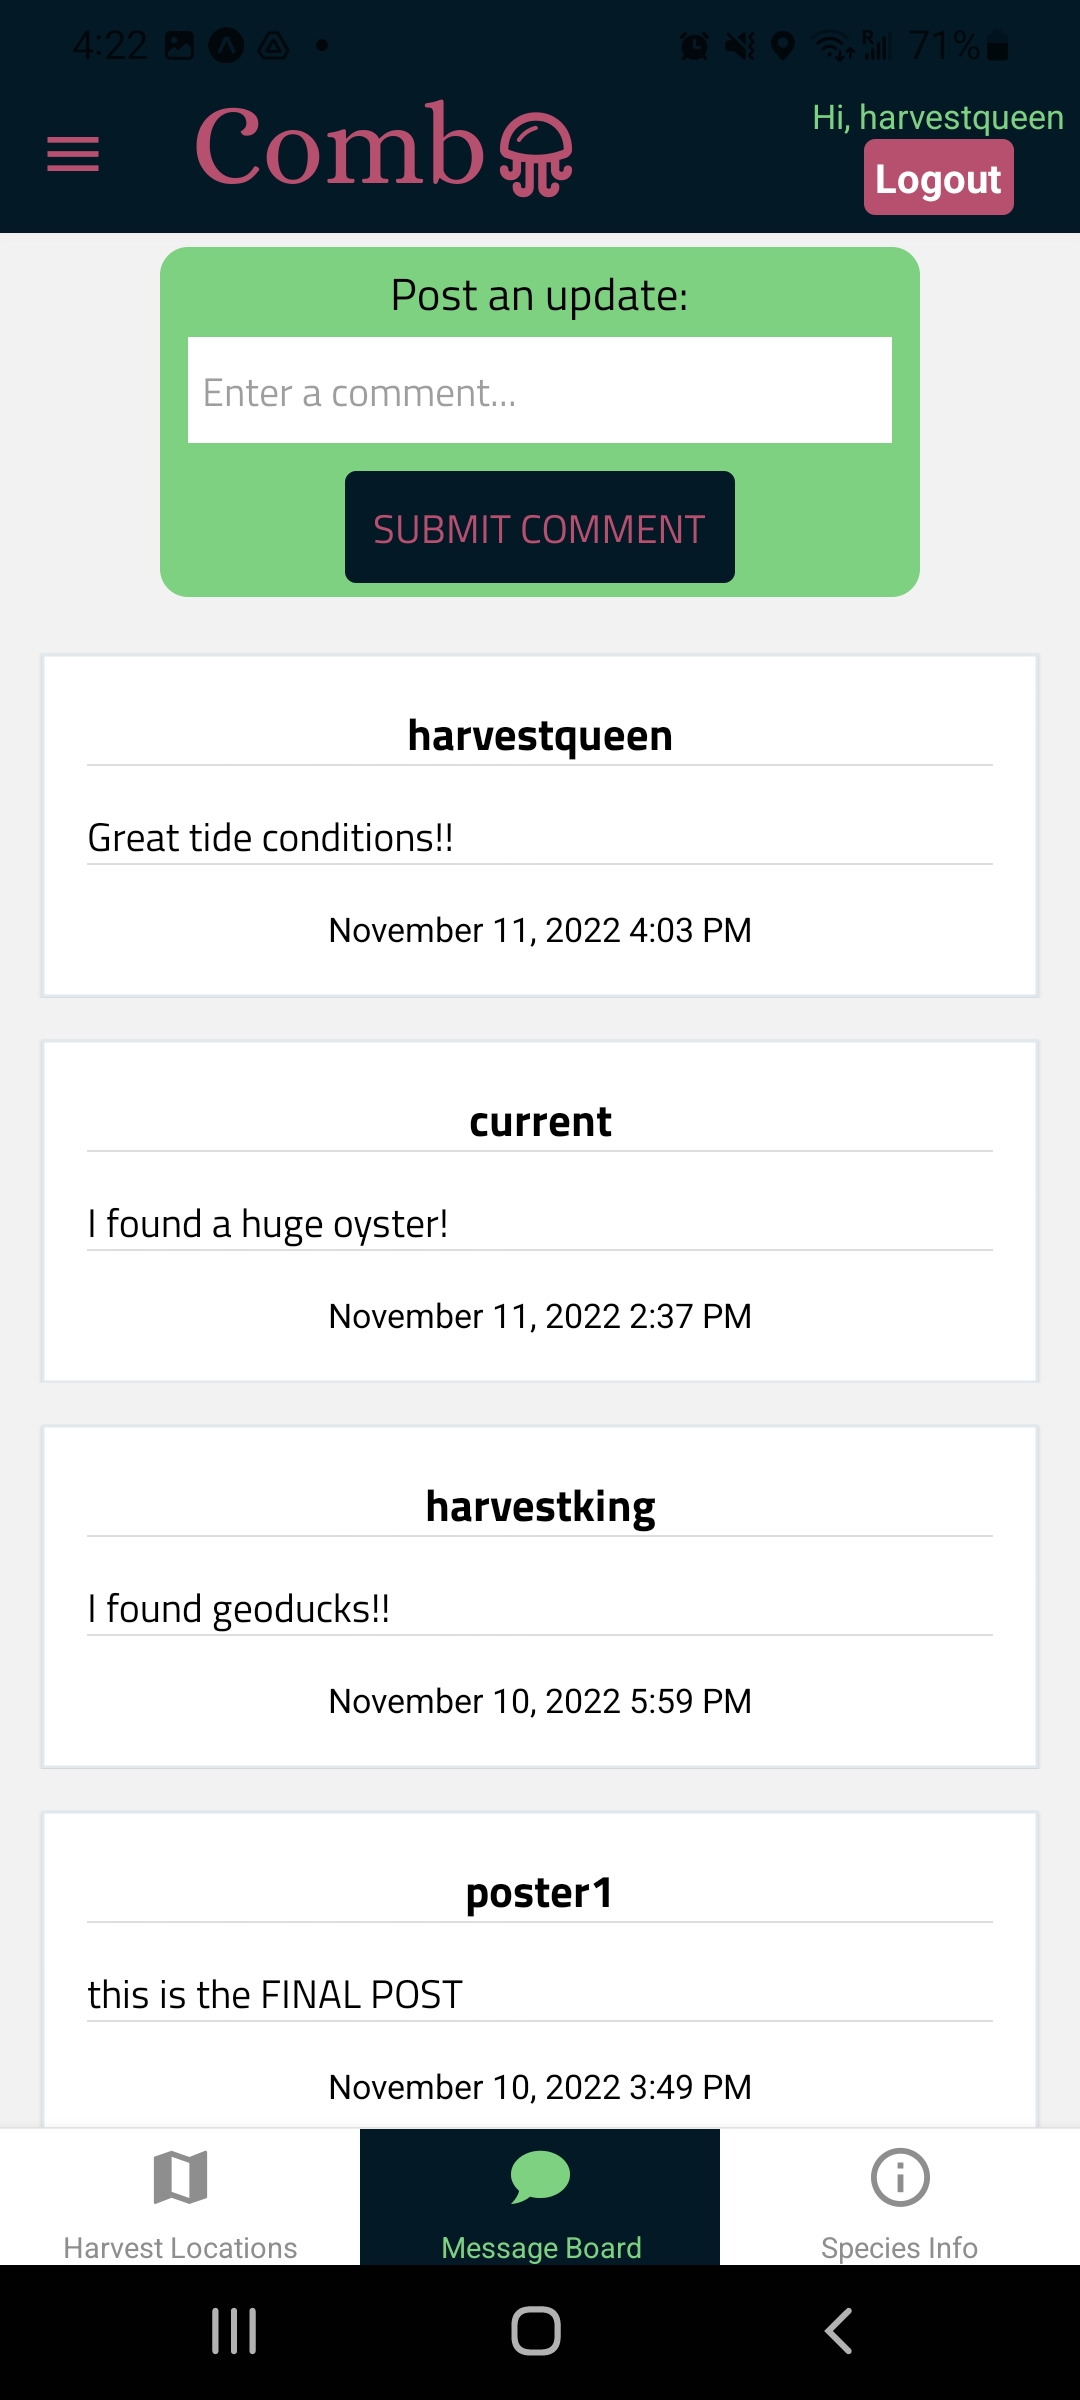 4:22
71%
Comb
Hi, harvestqueen
Logout
Post an update:
Enter a comment...
SUBMIT COMMENT
harvestqueen
Great tide conditions!!
November 11, 2022 4:03 PM
current
I found a huge oyster!
November 11, 2022 2:37 PM
harvestking
I found geoducks!!
November 10, 2022 5:59 PM
poster1
this is the FINAL POST
November 10, 2022 3:49 PM
Harvest Locations
Message Board
Species Info